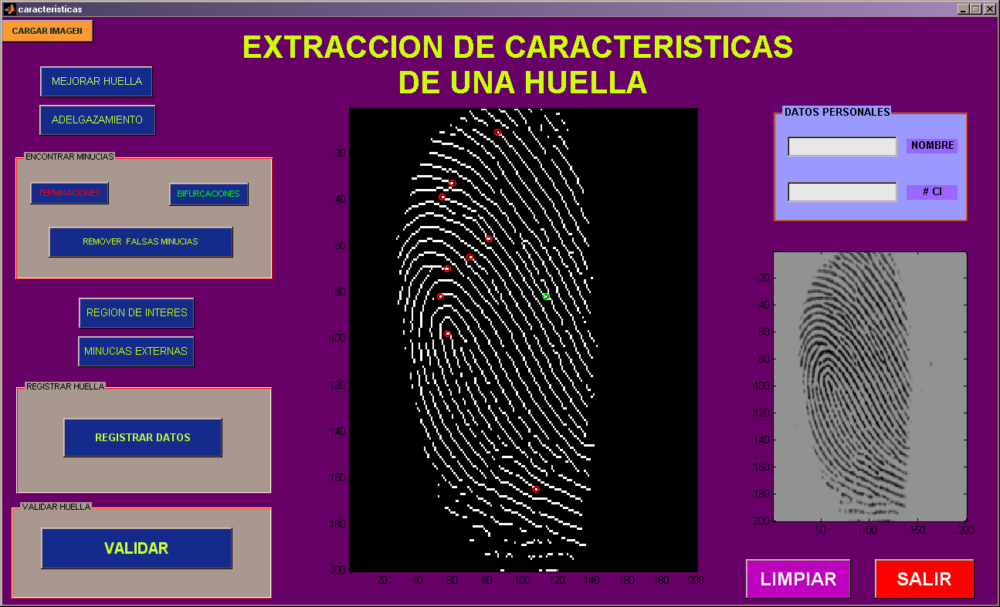 caracteristicas
CARGAR IMAGEN
EXTRACCION DE CARACTERISTICAS
DE UNA HUELLA
MEJORAR HUELLA
ADELGAZAMIENTO
ENCONTRAR MINUCIAS
TERMINACIONES
BIFURCACIONES
REMOVER FALSAS MINUCIAS
REGION DE INTERES
MINUCIAS EXTERNAS
REGISTRAR HUELLA
REGISTRAR DATOS
VALIDAR HUELLA
VALIDAR
20
40
60
80
100
120
140
160
180
200
20 40 60 80 100 120 140 160 180 200
DATOS PERSONALES
NOMBRE
# CI
20
40
60
80
100
120
140
160
180
200
50 100 150 200
LIMPIAR
SALIR